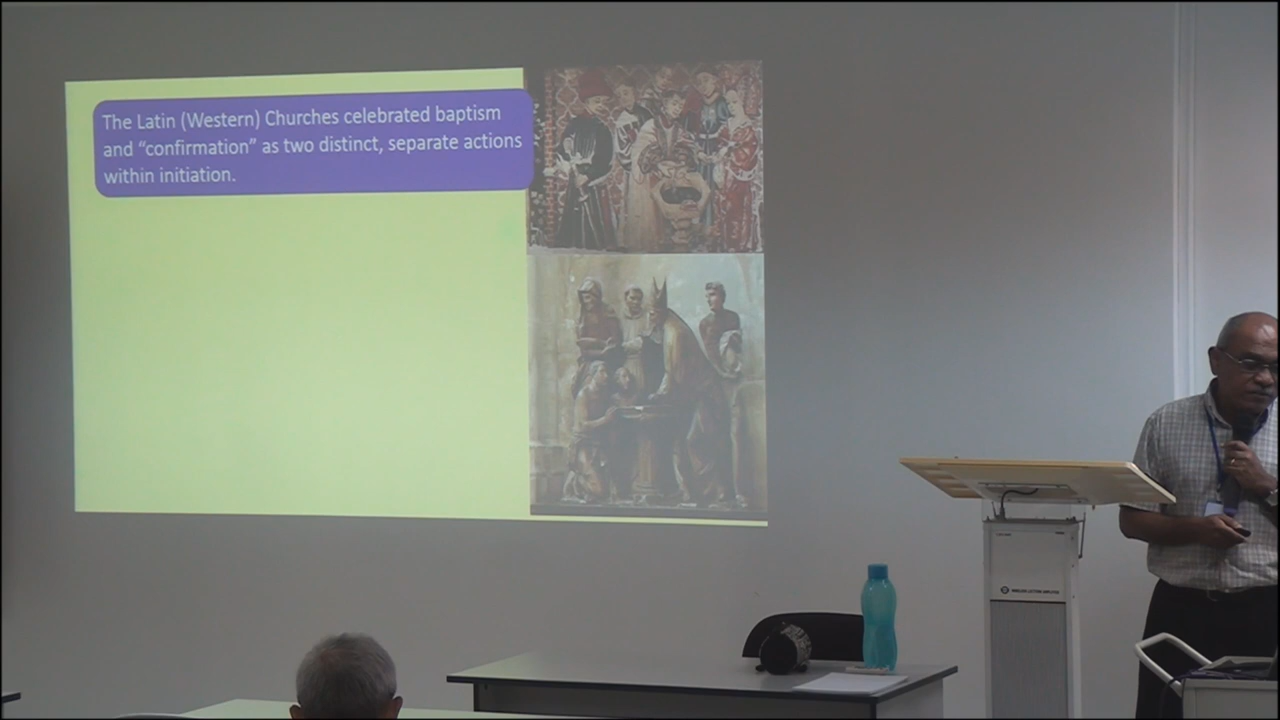 The Latin (Western) Churches celebrated baptism
and “confirmation” as two distinct, separate actions
within initiation.